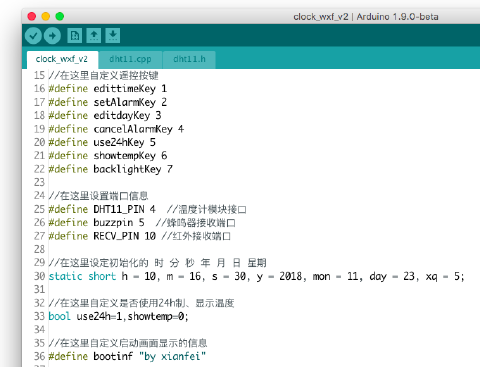 clock_wxf_v2 | Arduino 1.9.0-beta
clock_wxf_v2 dht11.cpp dht11.h
15 //在这里自定义遥控按键
16 #define edittimeKey 1
17 #define setAlarmKey 2
18 #define editdayKey 3
19 #define cancelAlarmKey 4
20 #define use24hKey 5
21 #define showtempKey 6
22 #define backlightKey 7
23
24 //在这里设置端口信息
25 #define DHT11_PIN 4 //温度计模块接口
26 #define buzzpin 5 //蜂鸣器接收端口
27 #define RECV_PIN 10 //红外接收端口
28
29 //在这里设定初始化的 时 分 秒 年 月 日 星期
30 static short h = 10, m = 16, s = 30, y = 2018, mon = 11, day = 23, xq = 5;
31
32 //在这里自定义是否使用24h制、显示温度
33 bool use24h=1,showtemp=0;
34
35 //在这里自定义启动画面显示的信息
36 #define bootinf "by xianfei"